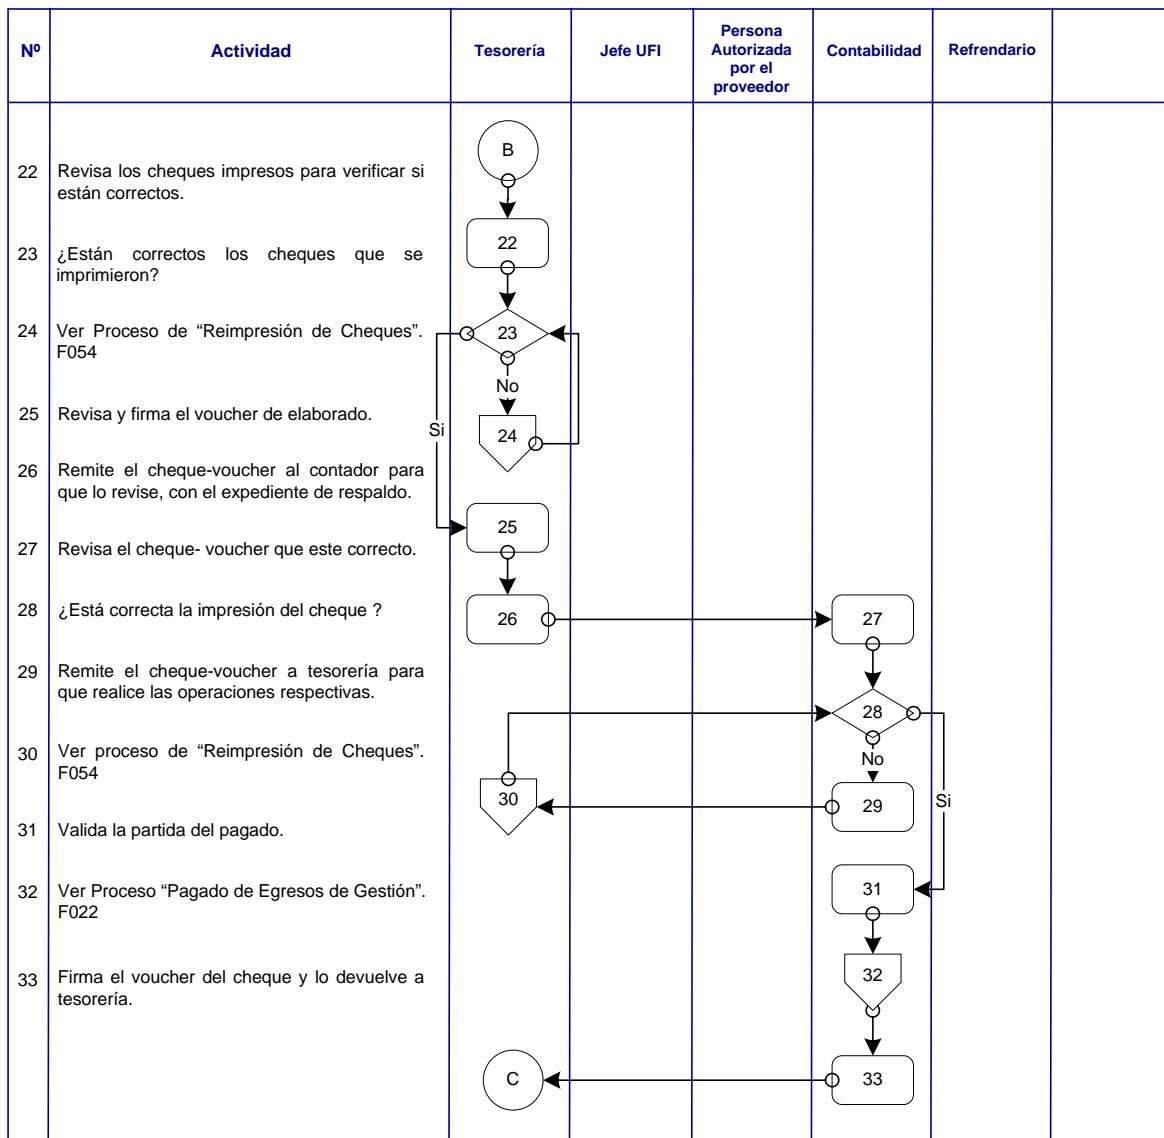 Nº
Actividad
Tesorería
Jefe UFI
Persona
Autorizada
por el
proveedor
Contabilidad
Refrendario
22
Revisa los cheques impresos para verificar si
están correctos.
23
¿Están correctos los cheques que se
imprimieron?
24
Ver Proceso de “Reimpresión de Cheques”.
F054
25
Revisa y firma el voucher de elaborado.
26
Remite el cheque-voucher al contador para
que lo revise, con el expediente de respaldo.
27
Revisa el cheque- voucher que este correcto.
28
¿Está correcta la impresión del cheque ?
29
Remite el cheque-voucher a tesorería para
que realice las operaciones respectivas.
30
Ver proceso de “Reimpresión de Cheques”.
F054
31
Valida la partida del pagado.
32
Ver Proceso “Pagado de Egresos de Gestión”.
F022
33
Firma el voucher del cheque y lo devuelve a
tesorería.
B
22
23
No
24
Si
25
26
27
28
No
30
29
Si
31
32
C
33